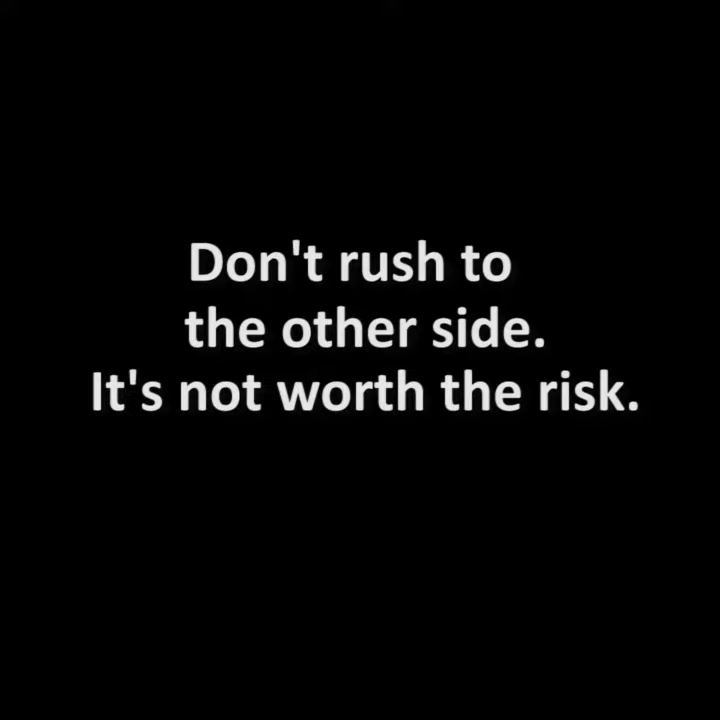 Don't rush to
the other side.
It's not worth the risk.